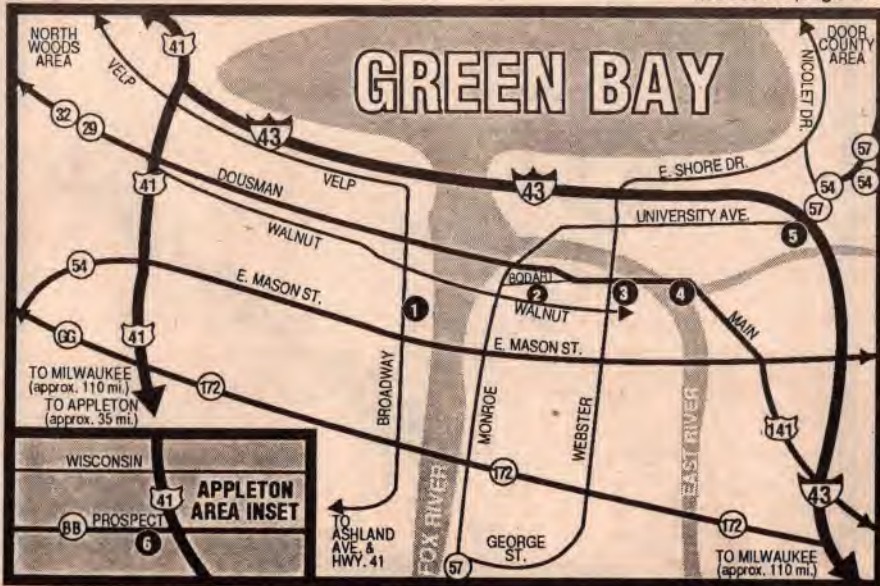 NORTH
WOODS
AREA
VELP
41
GREEN BAY
DOOR
COUNTY
AREA
NICOLET DR.
32
29
43
57
54
54
57
41
DOUSMAN
VELP
43
E. SHORE DR.
UNIVERSITY AVE.
5
WALNUT
54
E. MASON ST.
BODART
2
3
4
1
WALNUT
MAIN
41
GG
E. MASON ST.
TO MILWAUKEE
(approx. 110 mi.)
TO APPLETON
(approx. 35 mi.)
172
BROADWAY
MONROE
WEBSTER
EAST RIVER
141
FOX RIVER
172
43
172
WISCONSIN
41
APPLETON
AREA INSET
BB
PROSPECT
6
TO
ASHLAND
AVE. &
HWY. 41
57
GEORGE
ST.
TO MILWAUKEE
(approx. 110 mi.)